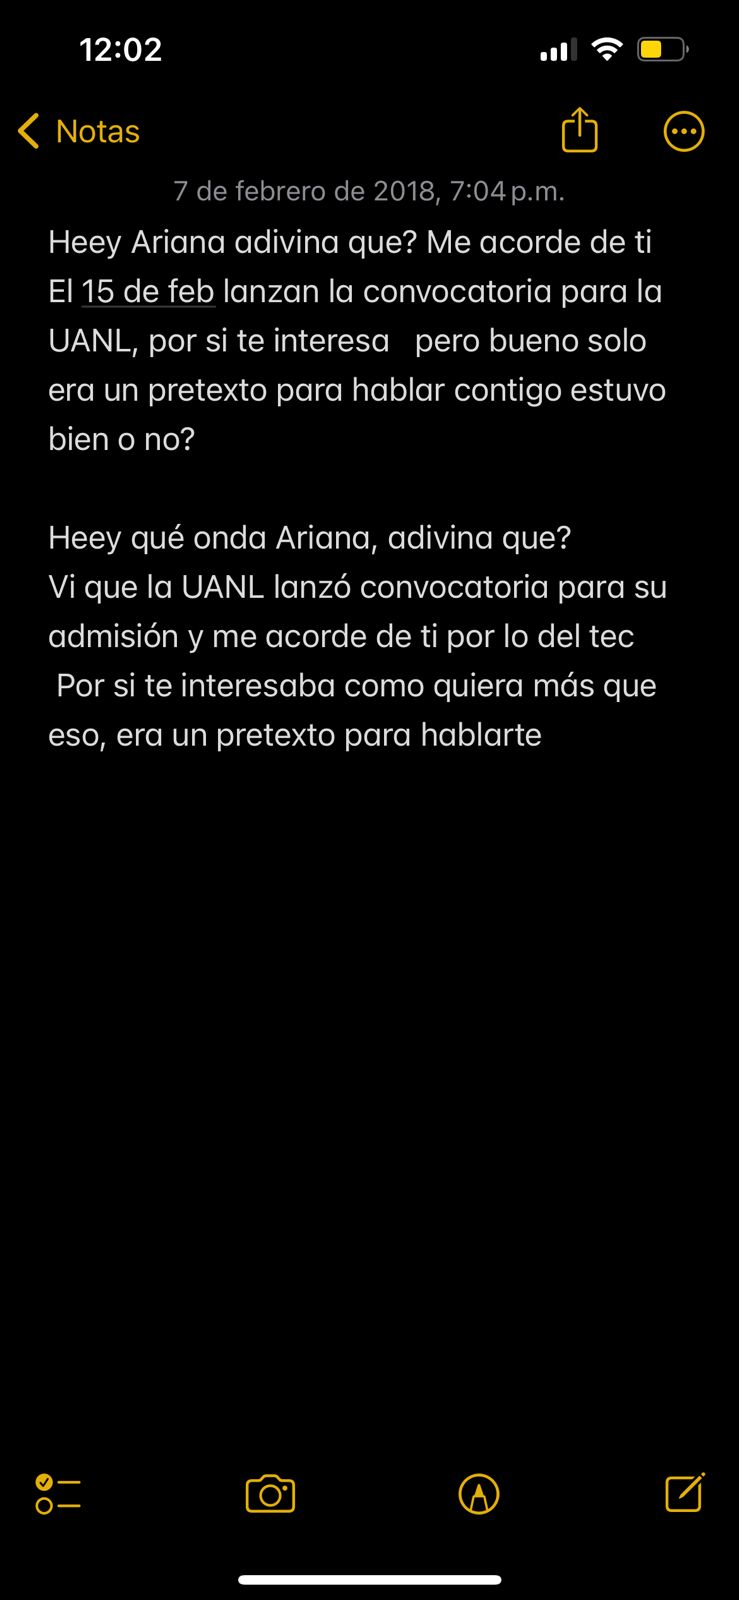 12:02
Notas
7 de febrero de 2018, 7:04 p.m.
Heey Ariana adivina que? Me acorde de ti
El 15 de feb lanzan la convocatoria para la
UANL, por si te interesa   pero bueno solo
era un pretexto para hablar contigo estuvo
bien o no?

Heey qué onda Ariana, adivina que?
Vi que la UANL lanzó convocatoria para su
admisión y me acorde de ti por lo del tec
 Por si te interesaba como quiera más que
eso, era un pretexto para hablarte